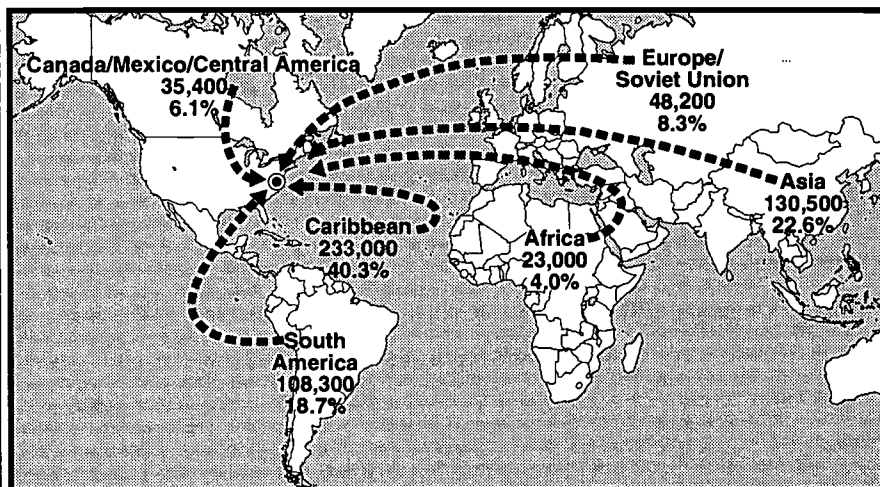 Canada/Mexico/Central America
35,400
6.1%
Europe/
Soviet Union
48,200
8.3%
Asia
130,500
22.6%
Caribbean
233,000
40.3%
Africa
23,000
4.0%
South
America
108,300
18.7%